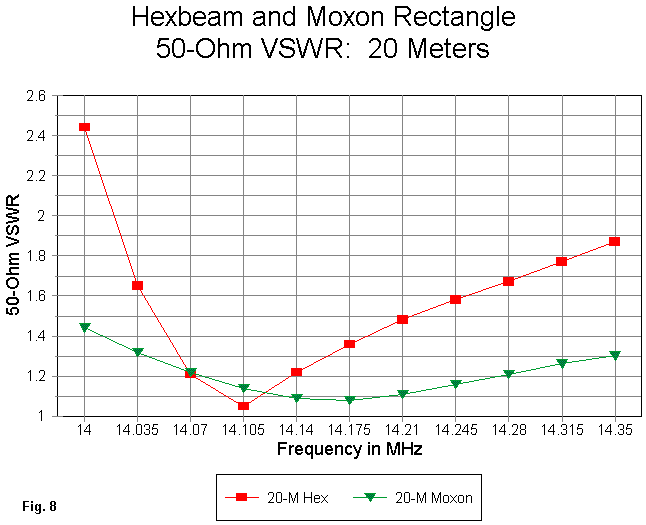 Hexbeam and Moxon Rectangle
50-Ohm VSWR: 20 Meters
50-Ohm VSWR
2.6
2.4
2.2
2
1.8
1.6
1.4
1.2
1
14 14.035 14.07 14.105 14.14 14.175 14.21 14.245 14.28 14.315 14.35
Frequency in MHz
20-M Hex 20-M Moxon
Fig. 8